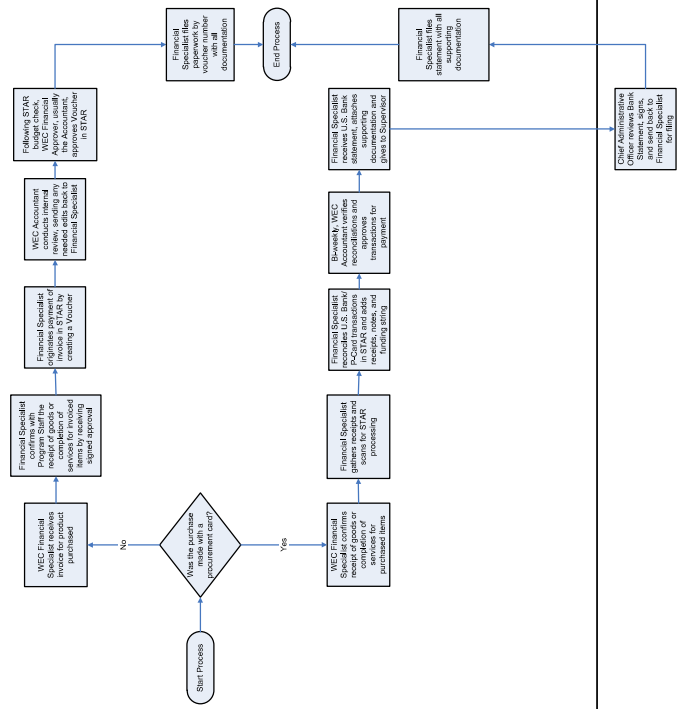 Start Process
Was the purchase
made with a
procurement card?
No
WEC Financial
Specialist receives
invoice for product
purchased
Financial Specialist
confirms with
Program Staff the
receipt of goods or
completion of
services for invoiced
items by receiving
signed approval
Financial Specialist
originates payment of
invoice in STAR by
creating a Voucher
WEC Accountant
conducts internal
review, sending any
needed edits back to
Financial Specialist
Following STAR
budget check,
WEC Financial
Approver, usually
the Accountant,
approves Voucher
in STAR
Financial
Specialist files
paperwork by
voucher number
with all
documentation
End Process
Yes
WEC Financial
Specialist confirms
receipt of goods or
completion of
services for
purchased items
Financial Specialist
gathers receipts and
scans for STAR
processing
Financial Specialist
reconciles U.S. Bank/
P-Card transactions
in STAR and adds
receipts, notes, and
funding string
Bi-weekly, WEC
Accountant verifies
reconciliations and
approves
transactions for
payment
Financial Specialist
receives U.S. Bank
statement, attaches
supporting
documentation and
gives to Supervisor
Chief Administrative
Officer reviews Bank
Statement, signs,
and send back to
Financial Specialist
for filing
Financial
Specialist files
statement with all
supporting
documentation